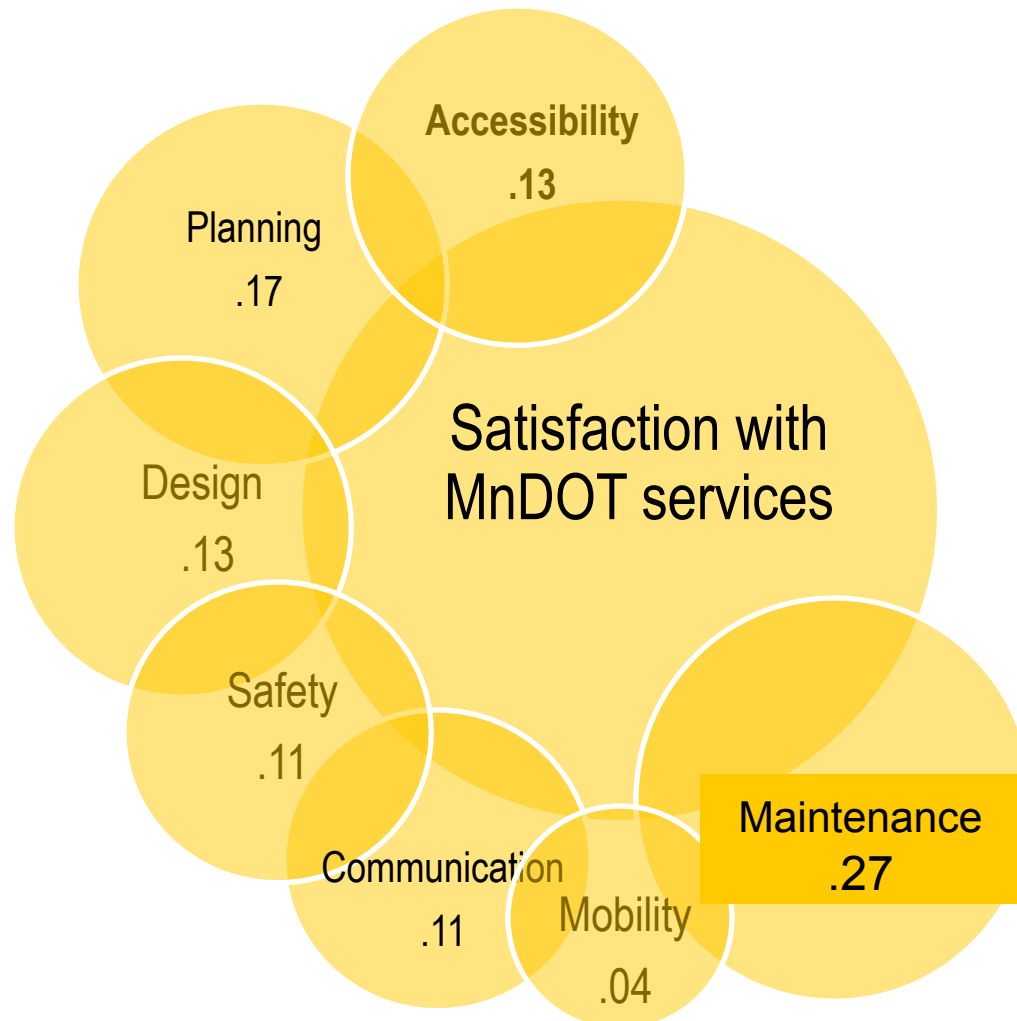 Accessibility
.13
Planning
.17
Satisfaction with
MnDOT services
Design
.13
Safety
.11
Maintenance
.27
Communication
.11
Mobility
.04